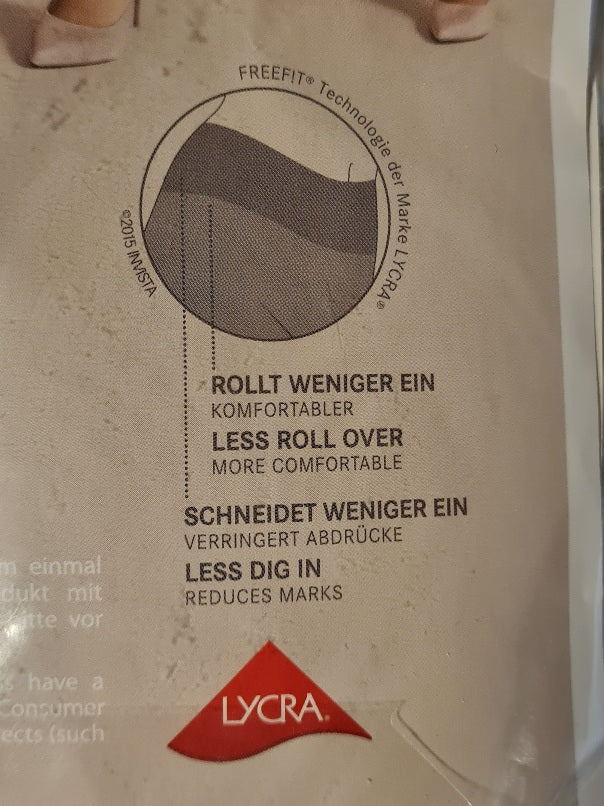 FREEFIT® Technologie der Marke LYCRA®
©2015 INVISTA
ROLLT WENIGER EIN
KOMFORTABLER
LESS ROLL OVER
MORE COMFORTABLE
SCHNEIDET WENIGER EIN
VERRINGERT ABDRÜCKE
LESS DIG IN
REDUCES MARKS
einmal
dukt mit
vor
have a
Consumer
ects (such
LYCRA®